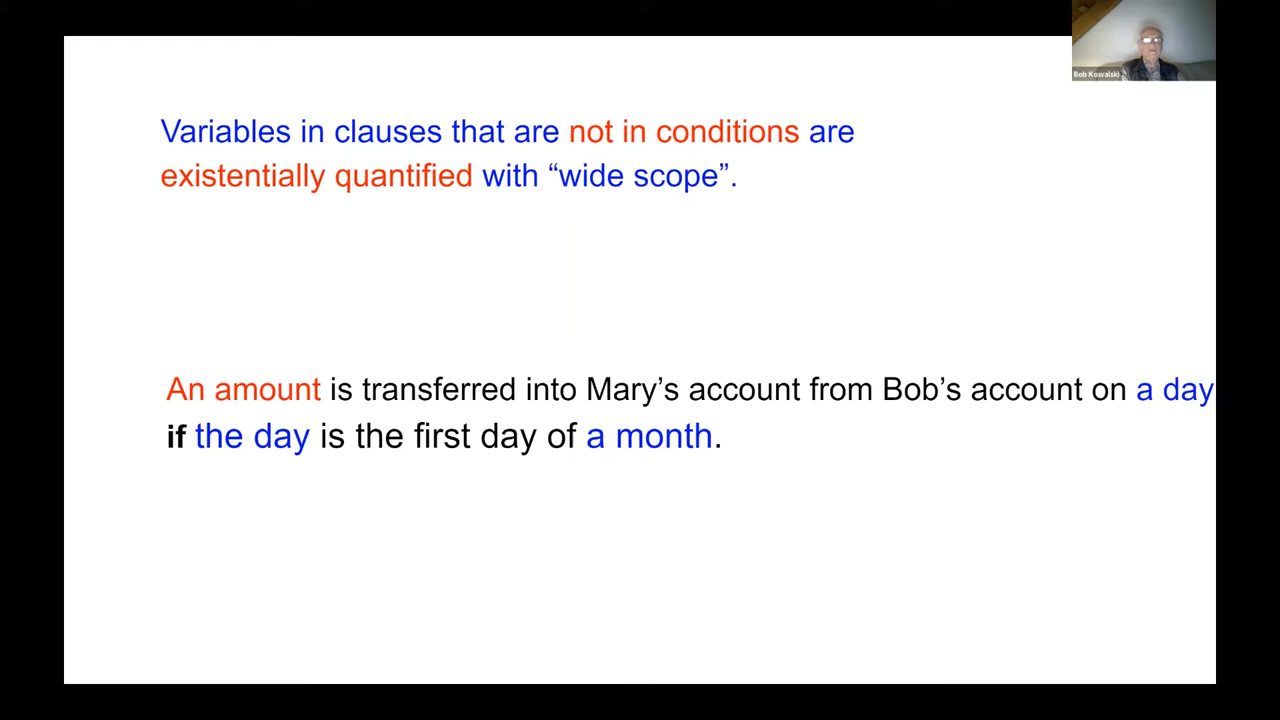 Bob Kowalski
Variables in clauses that are not in conditions are
existentially quantified with “wide scope”.
An amount is transferred into Mary’s account from Bob’s account on a day
if the day is the first day of a month.